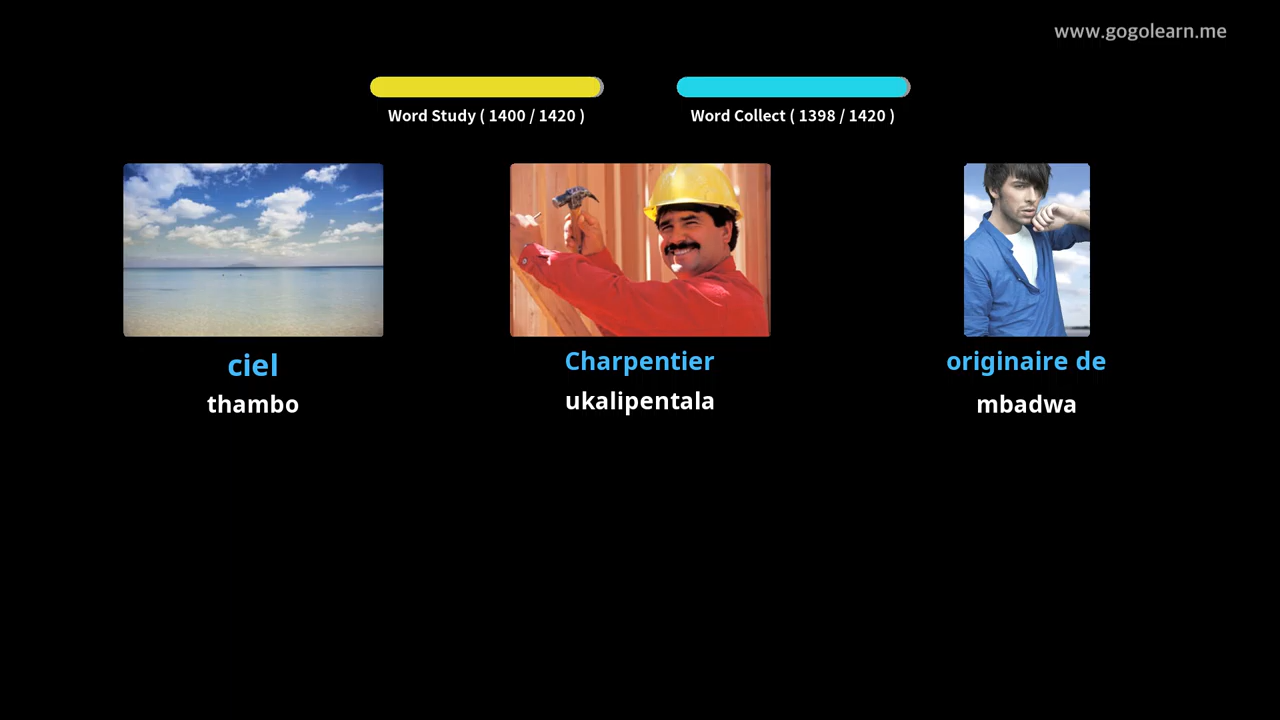 www.gogolearn.me
Word Study ( 1400 / 1420 )
Word Collect ( 1398 / 1420 )
ciel
thambo
Charpentier
ukalipentala
originaire de
mbadwa